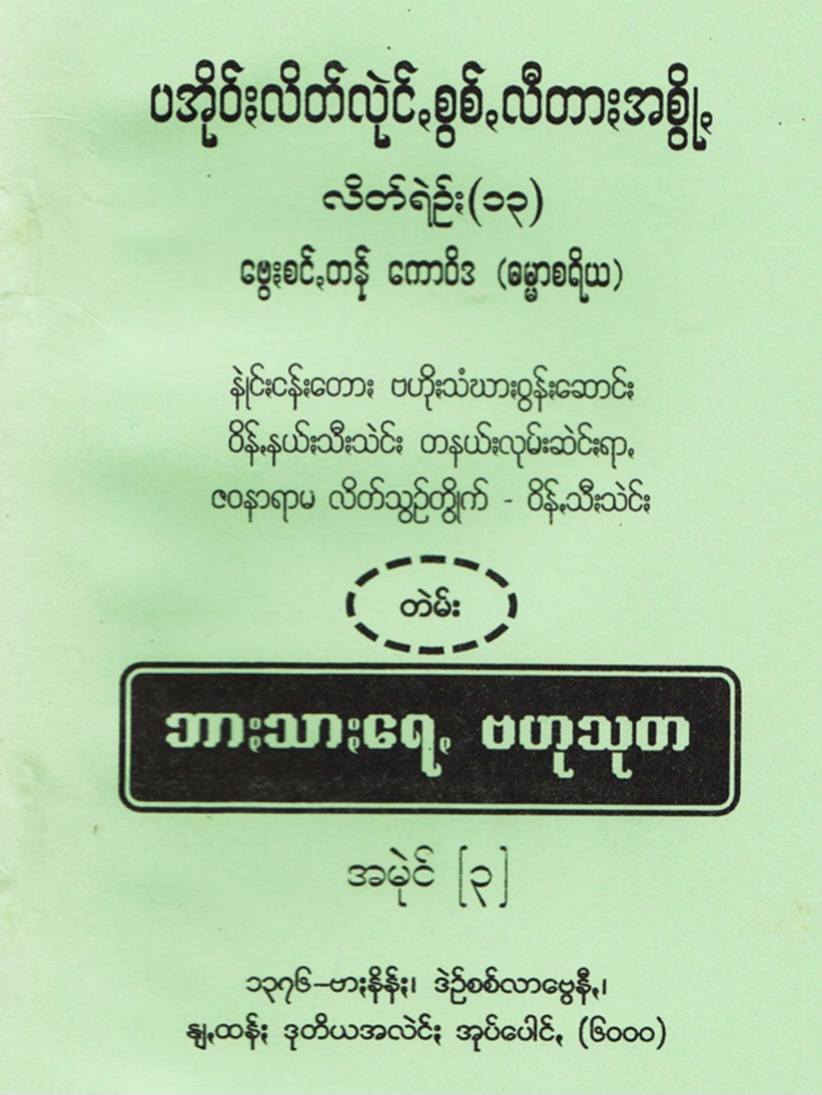 ပအိုဝ်ႏလိတ်လုဲင်ႇစွစ်ႇလီတာႏအစွိုႇ
လိတ်ရဲဉ်ႏ(၁၃)
ဗွေႏစင်ႇတန် ကောဝိဒ (ဓမ္မာစရိယ)
နဲုင်ႏငန်ႏတောႏ ဗဟိုႏသံဃာႏဝွန်ႏဆောင်ႏ
ဝိန်ႇနယ်ႏသီႏသဲင်ႏ တနယ်ႏလုမ်ႏဆဲင်ႏရာႇ
ဇဝနာရာမ လိတ်သွဉ်တွိုက် - ဝိန်ႇသီႏသဲင်ႏ
တဲမ်ႏ
ဘာႏသာႏရေႇ ဗဟုသုတ
အမဲုင် [၃]
၁၃၇၆–ဗာႏနိန်ႏ၊ ဒဲဉ်စစ်လာဗွေနီႇ၊
နျႇထန်ႏ ဒုတိယအလဲင်ႏ အုပ်ပေါင်ႇ (၆၀၀၀)